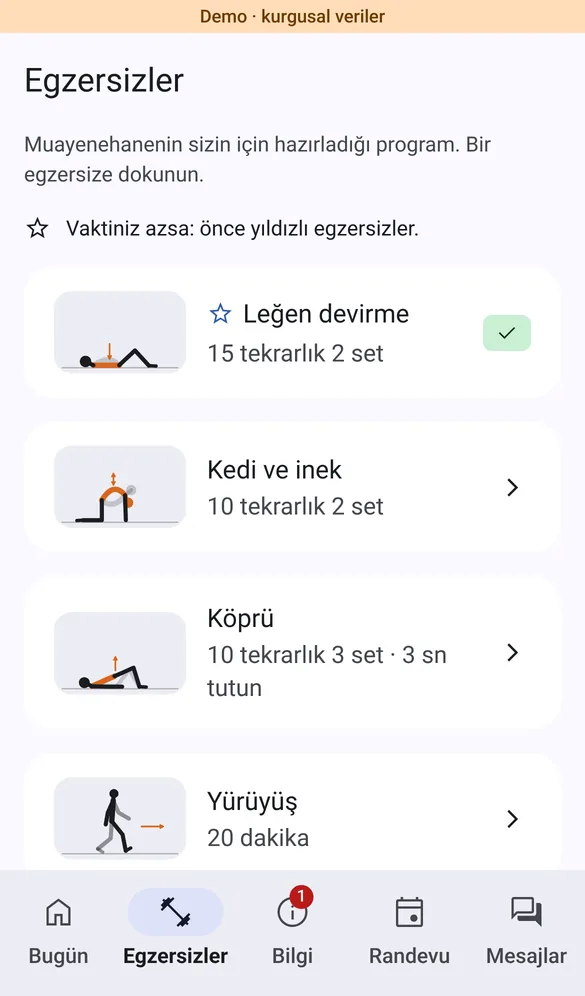 Demo · kurgusal veriler
Egzersizler
Muayenehanenin sizin için hazırladığı program. Bir
egzersize dokunun.
Vaktiniz azsa: önce yıldızlı egzersizler.
Leğen devirme
15 tekrarlık 2 set
Kedi ve inek
10 tekrarlık 2 set
Köprü
10 tekrarlık 3 set · 3 sn
tutun
Yürüyüş
20 dakika
1
Bugün
Egzersizler
Bilgi
Randevu
Mesajlar